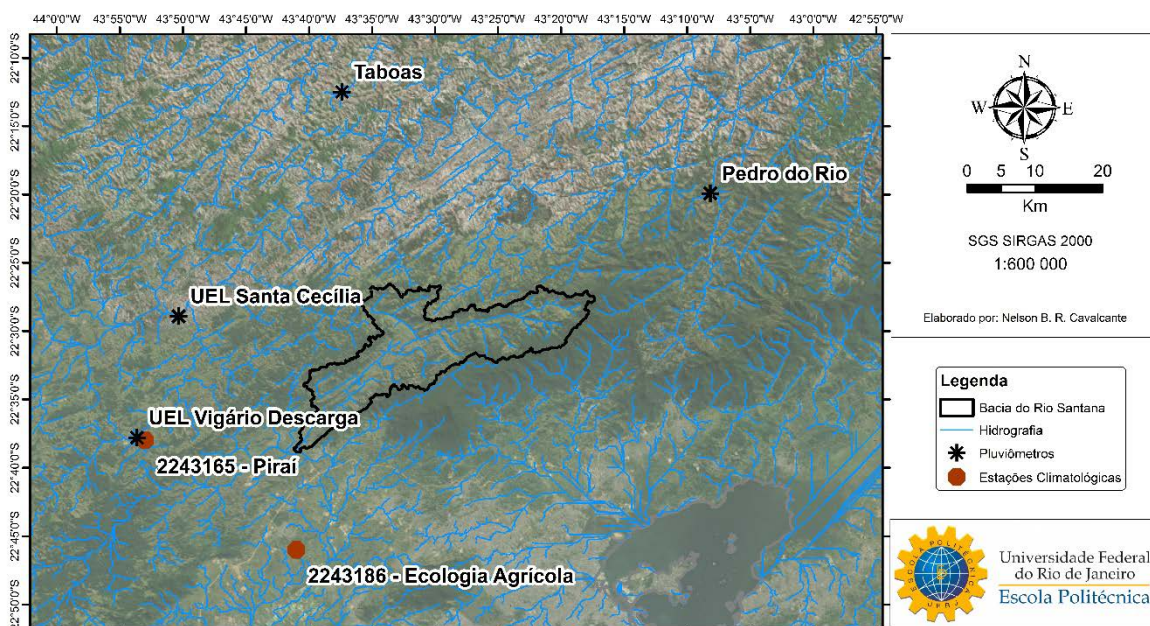 44°0'0"S 43°55'0"S 43°50'0"S 43°45'0"S 43°40'0"S 43°35'0"S 43°30'0"S 43°25'0"S 43°20'0"S 43°15'0"S 43°10'0"S 43°5'0"S 43°0'0"S 42°55'0"S
22°10'0"S
Taboas
22°15'0"S
22°20'0"S
Pedro do Rio
22°25'0"S
UEL Santa Cecília
22°30'0"S
22°35'0"S
UEL Vigário Descarga
2243165 - Piraí
22°40'0"S
22°45'0"S
2243186 - Ecologia Agrícola
22°50'0"S
N
W E
S
0 5 10 20
Km
SGS SIRGAS 2000
1:600 000
Elaborado por: Nelson B. R. Cavalcante
Legenda
Bacia do Rio Santana
Hidrografia
Pluviômetros
Estações Climatológicas
ESCOLA POLITÉCNICA
UFRJ
Universidade Federal
do Rio de Janeiro
Escola Politécnica